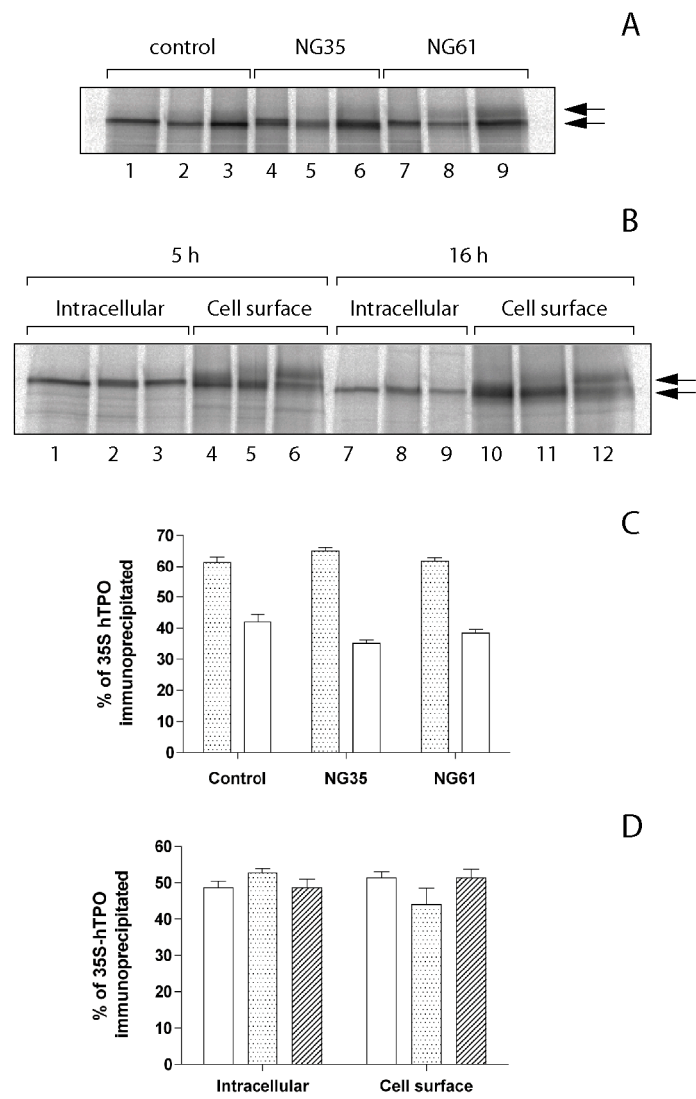 A
control NG35 NG61
1 2 3 4 5 6 7 8 9
B
5 h 16 h
Intracellular Cell surface Intracellular Cell surface
1 2 3 4 5 6 7 8 9 10 11 12
C
% of 35S hTPO
immunoprecipitated
70
60
50
40
30
20
10
0
Control NG35 NG61
D
% of 35S-hTPO
immunoprecipitated
60
50
40
30
20
10
0
Intracellular Cell surface